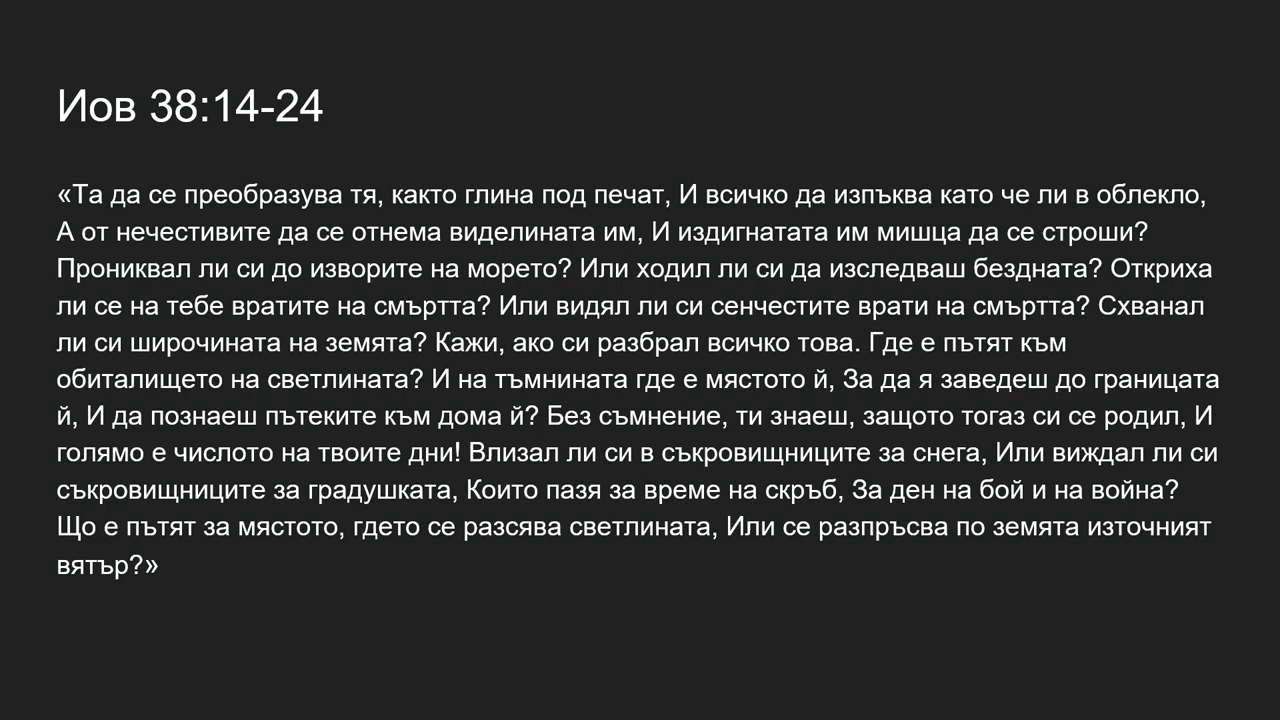 Иов 38:14-24
«Та да се преобразува тя, както глина под печат, И всичко да изпъква като че ли в облекло,
А от нечестивите да се отнема виделината им, И издигнатата им мишца да се строши?
Прониквал ли си до изворите на морето? Или ходил ли си да изследваш бездната? Откриха
ли се на тебе вратите на смъртта? Или видял ли си сенчестите врати на смъртта? Схванал
ли си широчината на земята? Кажи, ако си разбрал всичко това. Где е пътят към
обиталището на светлината? И на тъмнината где е мястото й, За да я заведеш до границата
й, И да познаеш пътеките към дома й? Без съмнение, ти знаеш, защото тогаз си се родил, И
голямо е числото на твоите дни! Влизал ли си в съкровищниците за снега, Или виждал ли си
съкровищниците за градушката, Които пазя за време на скръб, За ден на бой и на война?
Що е пътят за мястото, гдето се разсява светлината, Или се разпръсва по земята източният
вятър?»